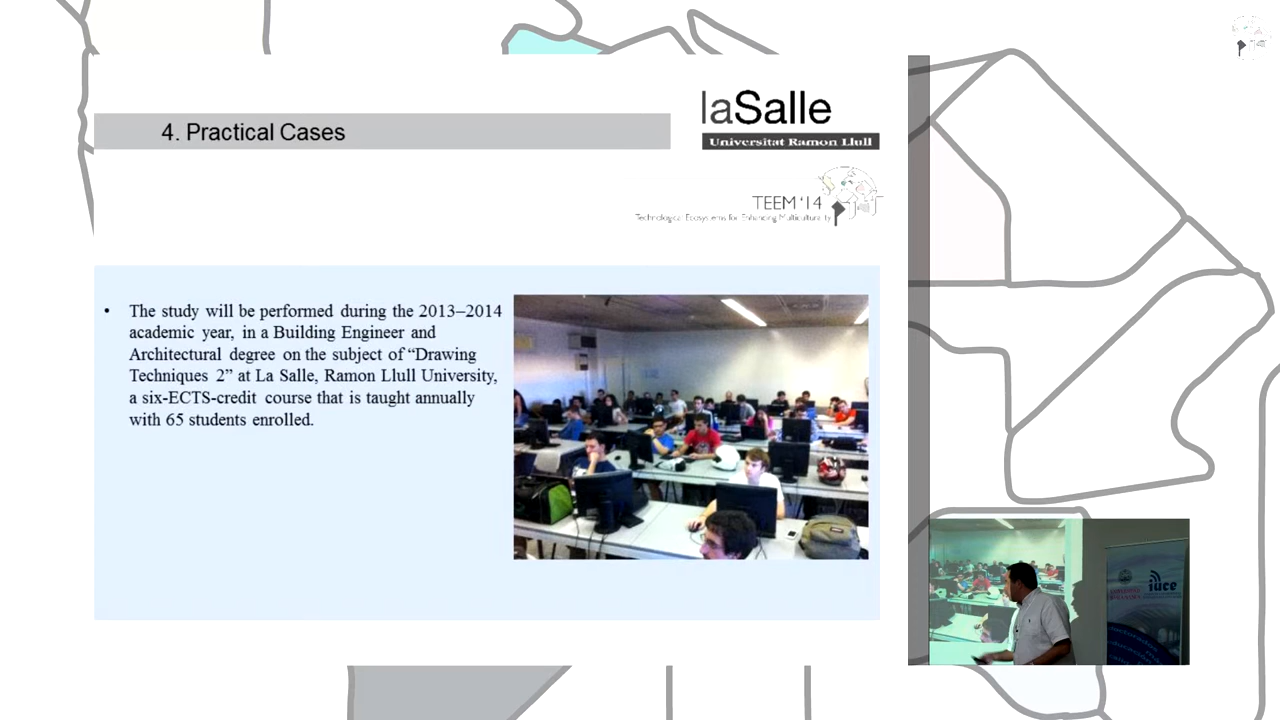 4. Practical Cases
laSalle
Universitat Ramon Llull
TEEM '14
Technological Ecosystems for Enhancing Multiculturality
• The study will be performed during the 2013–2014
academic year, in a Building Engineer and
Architectural degree on the subject of “Drawing
Techniques 2” at La Salle, Ramon Llull University,
a six-ECTS-credit course that is taught annually
with 65 students enrolled.
iuce